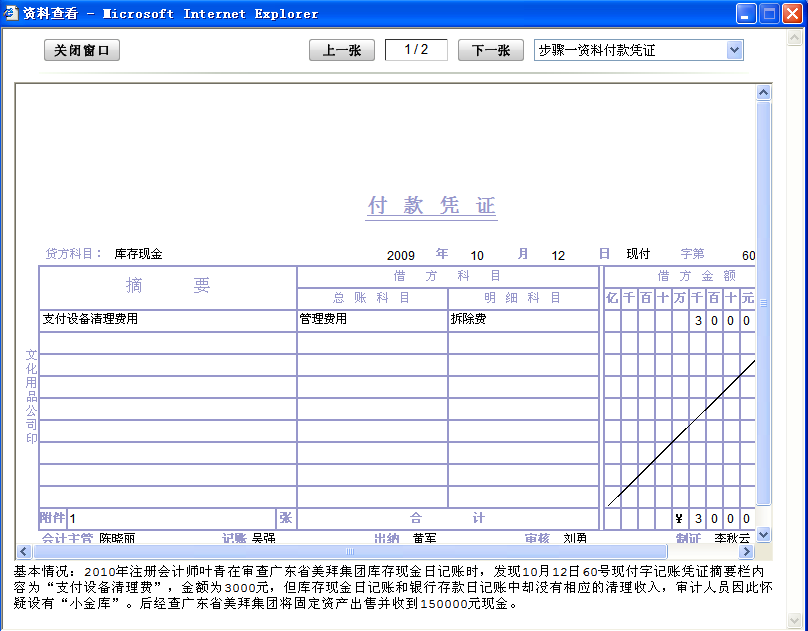 资料查看 - Microsoft Internet Explorer
关闭窗口 上一张 1/2 下一张 步骤一资料付款凭证
付 款 凭 证
贷方科目： 库存现金 2009 年 10 月 12 日 现付 字第 60
摘 要 借 方 科 目 借 方 金 额
总 账 科 目 明 细 科 目 亿 千 百 十 万 千 百 十 元
支付设备清理费用 管理费用 拆除费 3 0 0 0
文化用品公司印
附件 1 张 合 计 ¥ 3 0 0 0
会计主管 陈晓丽 记账 吴强 出纳 黄军 审核 刘勇 制证 李秋云
基本情况：2010年注册会计师叶青在审查广东省美拜集团库存现金日记账时，发现10月12日60号现付字记账凭证摘要栏内
容为“支付设备清理费”，金额为3000元，但库存现金日记账和银行存款日记账中却没有相应的清理收入，审计人员因此怀
疑设有“小金库”。后经查广东省美拜集团将固定资产出售并收到150000元现金。